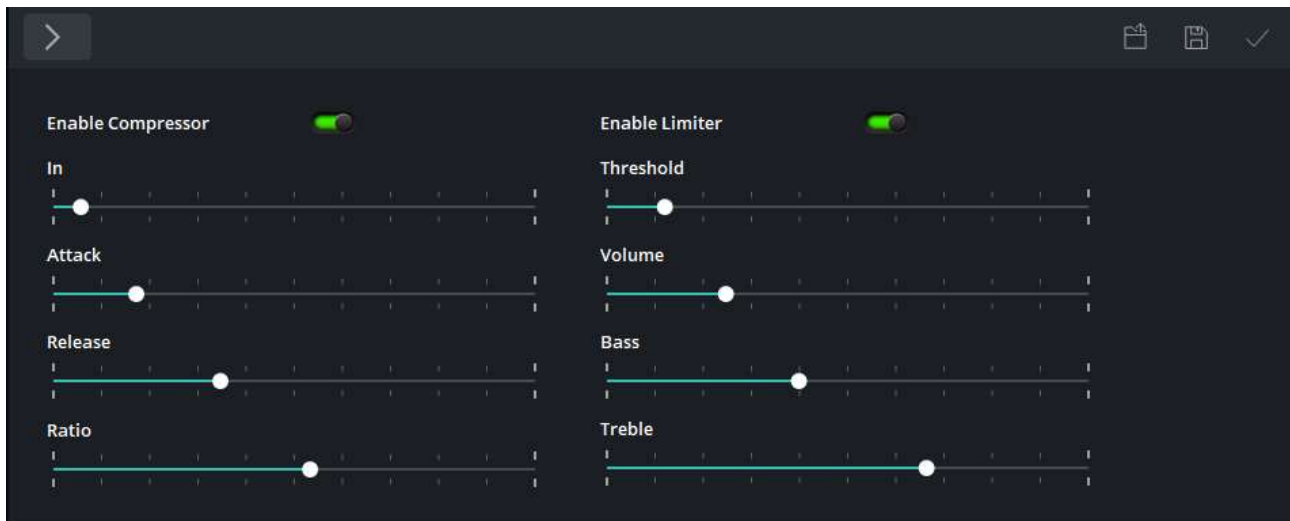 Enable Compressor
Enable Limiter
In
Threshold
Attack
Volume
Release
Bass
Ratio
Treble